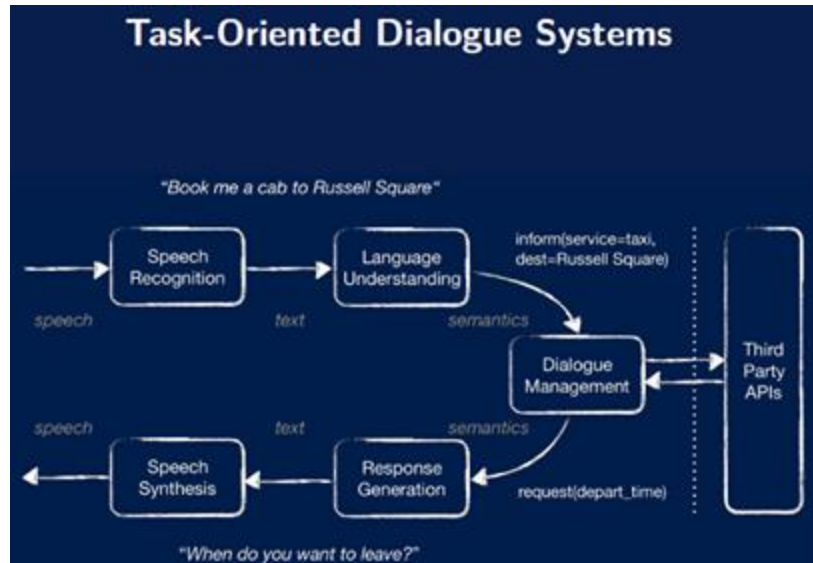 Task-Oriented Dialogue Systems
"Book me a cab to Russell Square"
Speech
Recognition
Language
Understanding
inform(service=taxi,
dest=Russell Square)
speech
text
semantics
Dialogue
Management
Third
Party
APIs
speech
text
semantics
Speech
Synthesis
Response
Generation
request(depart_time)
"When do you want to leave?"